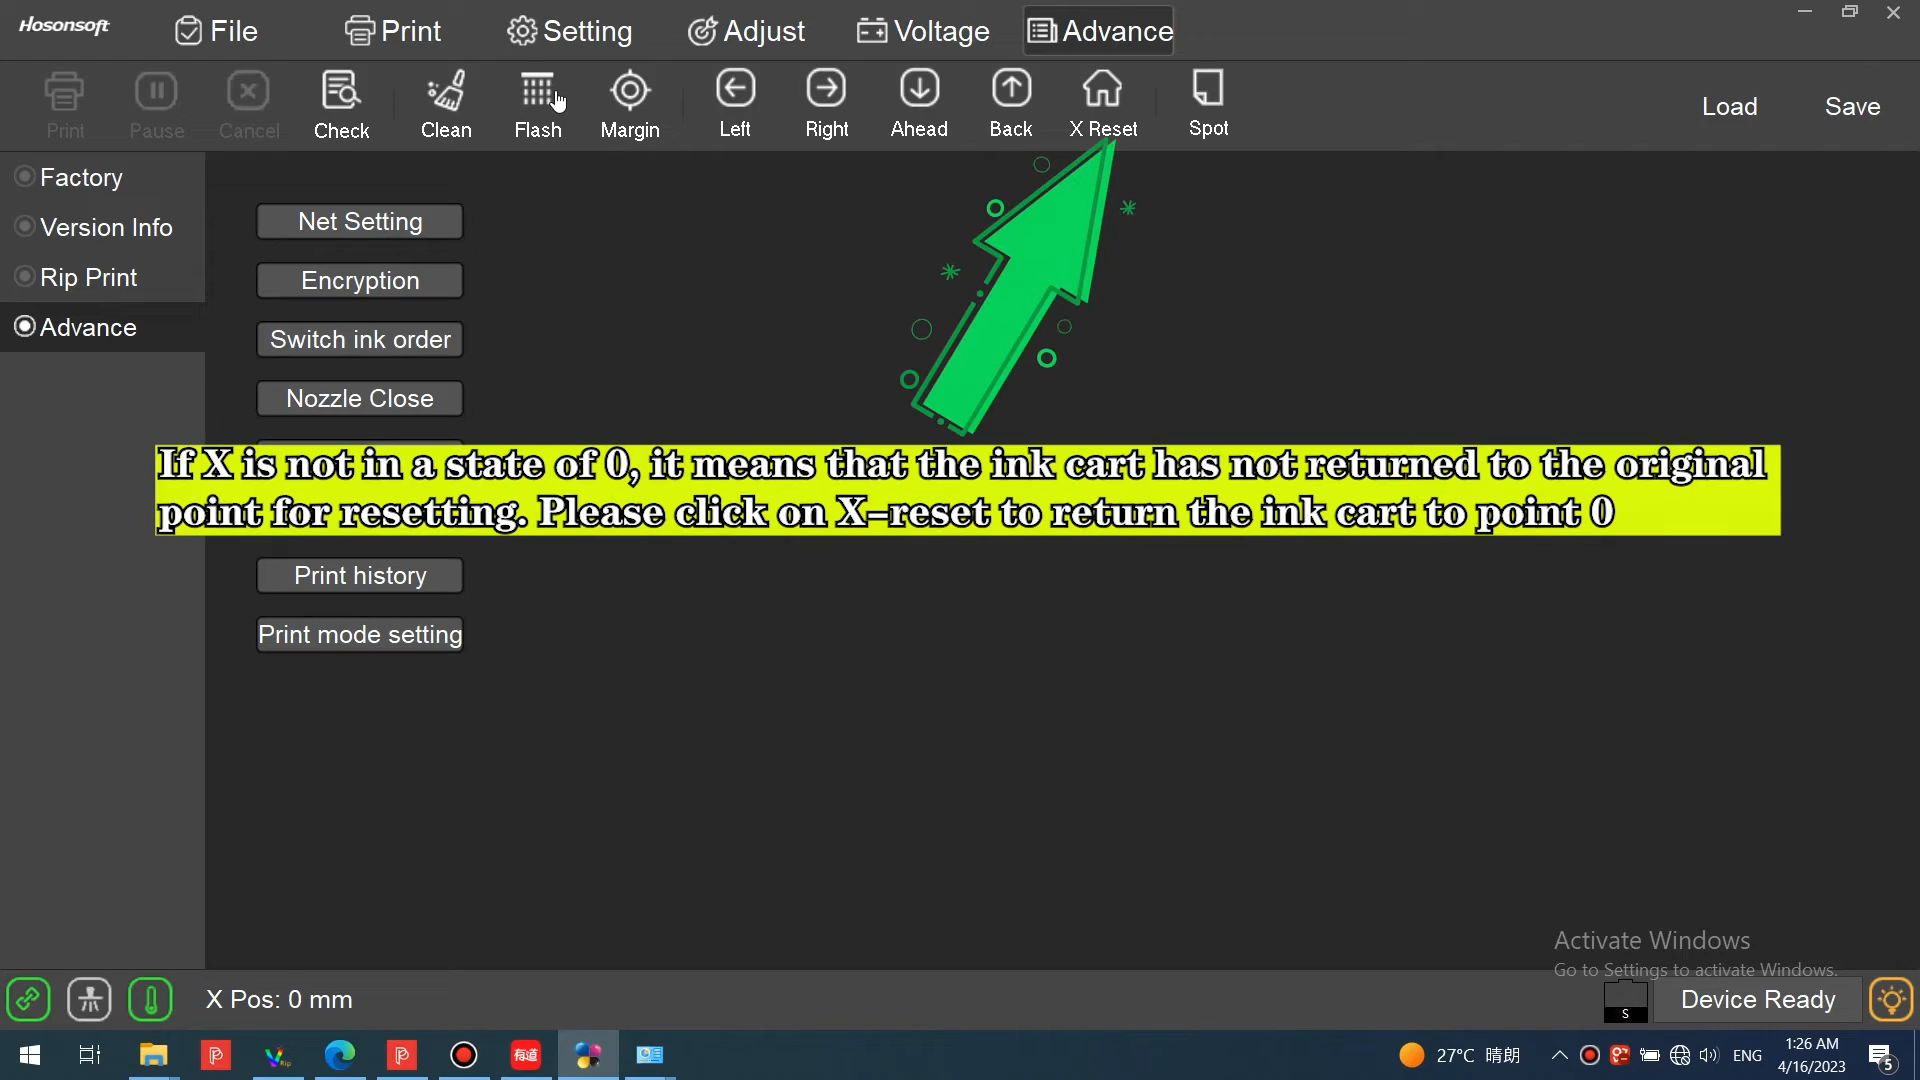 Hosonsoft
File
Print
Setting
Adjust
Voltage
Advance
Print
Pause
Cancel
Check
Clean
Flash
Margin
Left
Right
Ahead
Back
X Reset
Spot
Load
Save
Factory
Version Info
Rip Print
Advance
Net Setting
Encryption
Switch ink order
Nozzle Close
If X is not in a state of 0, it means that the ink cart has not returned to the original
point for resetting. Please click on X-reset to return the ink cart to point 0
Print history
Print mode setting
Activate Windows
Go to Settings to activate Windows.
X Pos: 0 mm
S
Device Ready
Rip
有道
27°C 晴朗
ENG
1:26 AM
4/16/2023
5